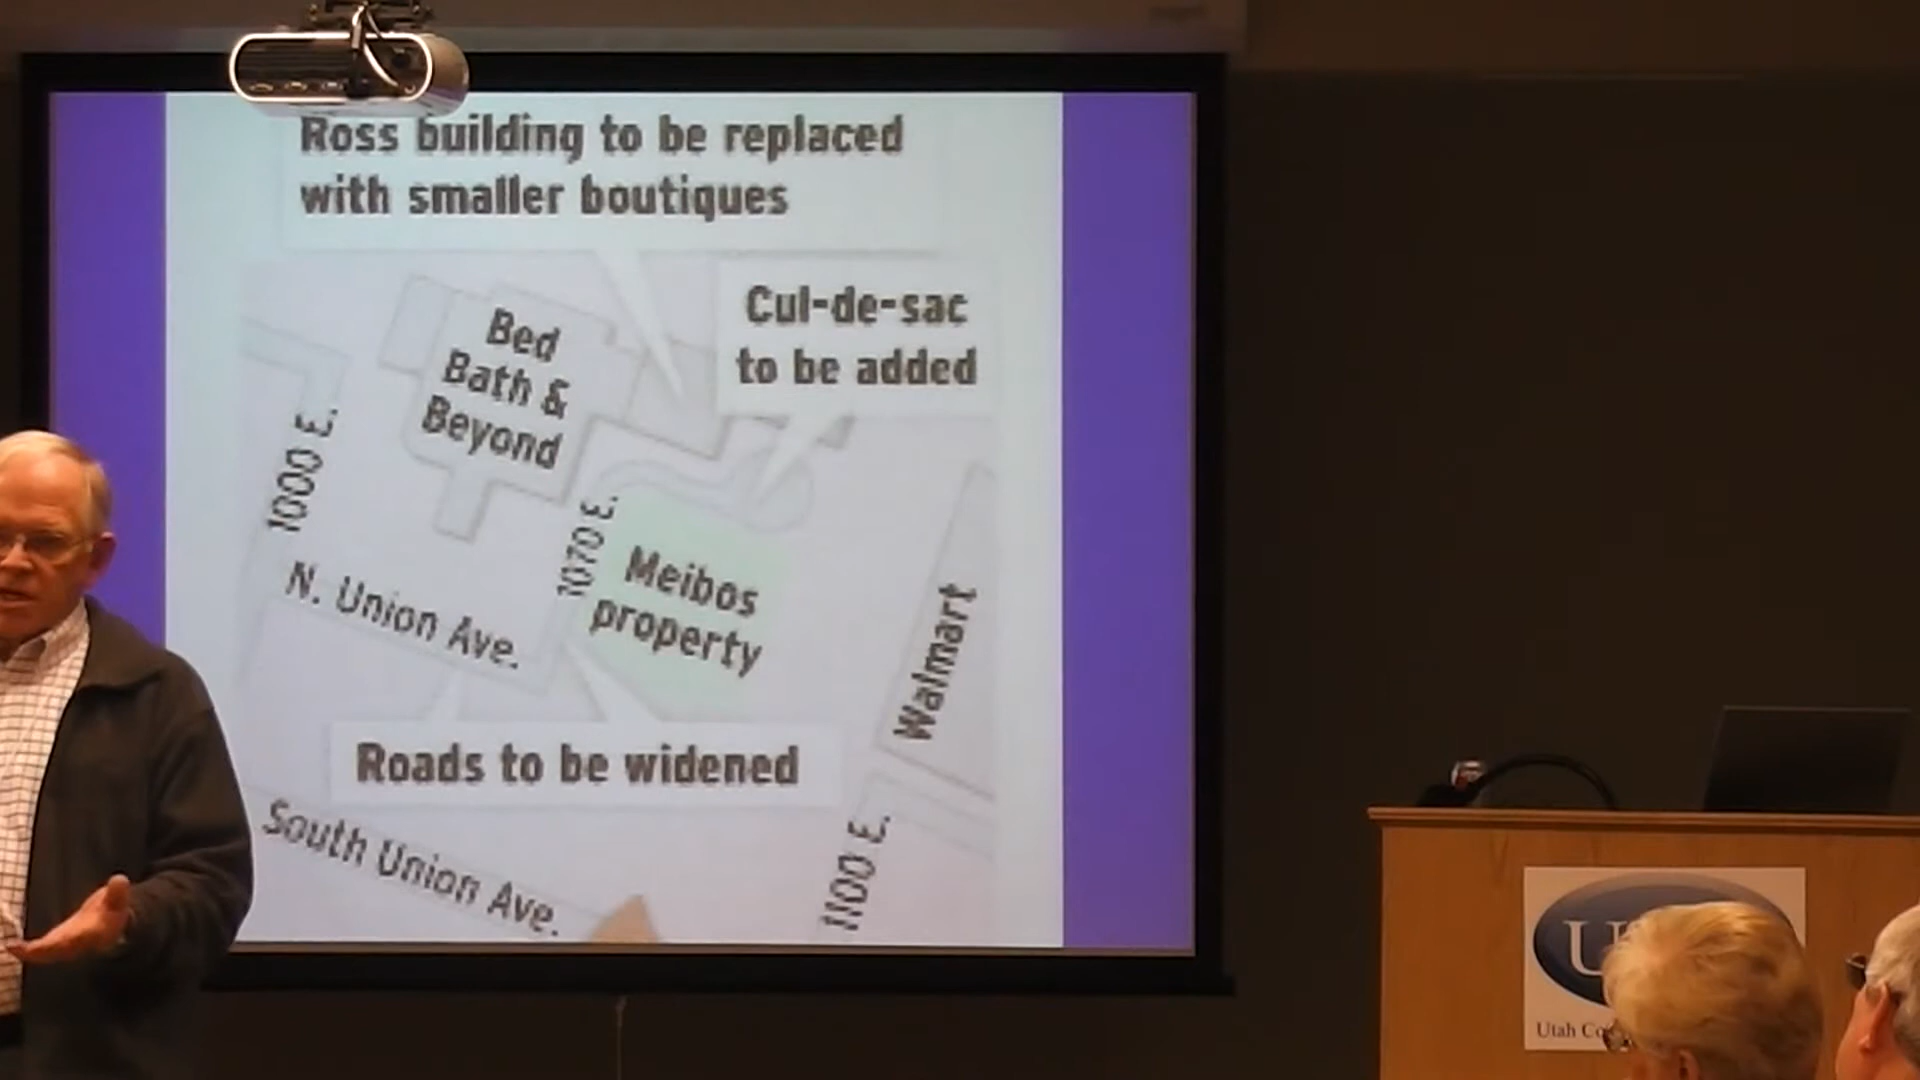 Ross building to be replaced
with smaller boutiques
Cul-de-sac
to be added
Bed
Bath &
Beyond
1000 E.
1070 E.
Meibos
property
N. Union Ave.
Walmart
Roads to be widened
South Union Ave.
1100 E.
Utah